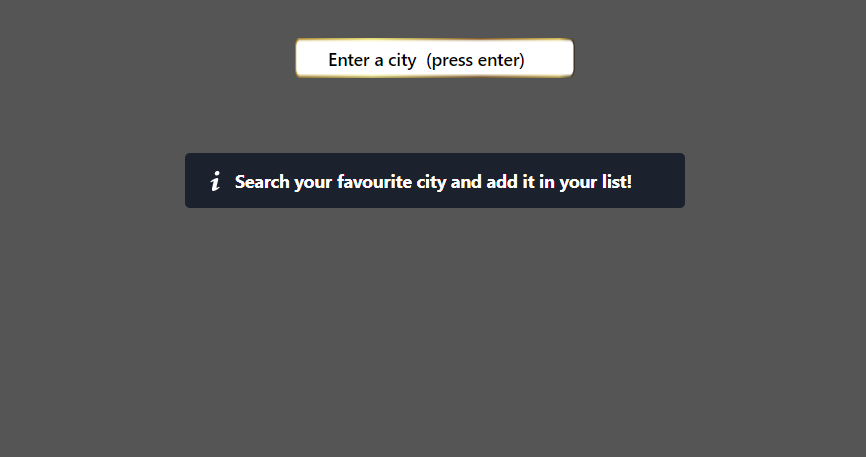 Enter a city  (press enter)
i Search your favourite city and add it in your list!